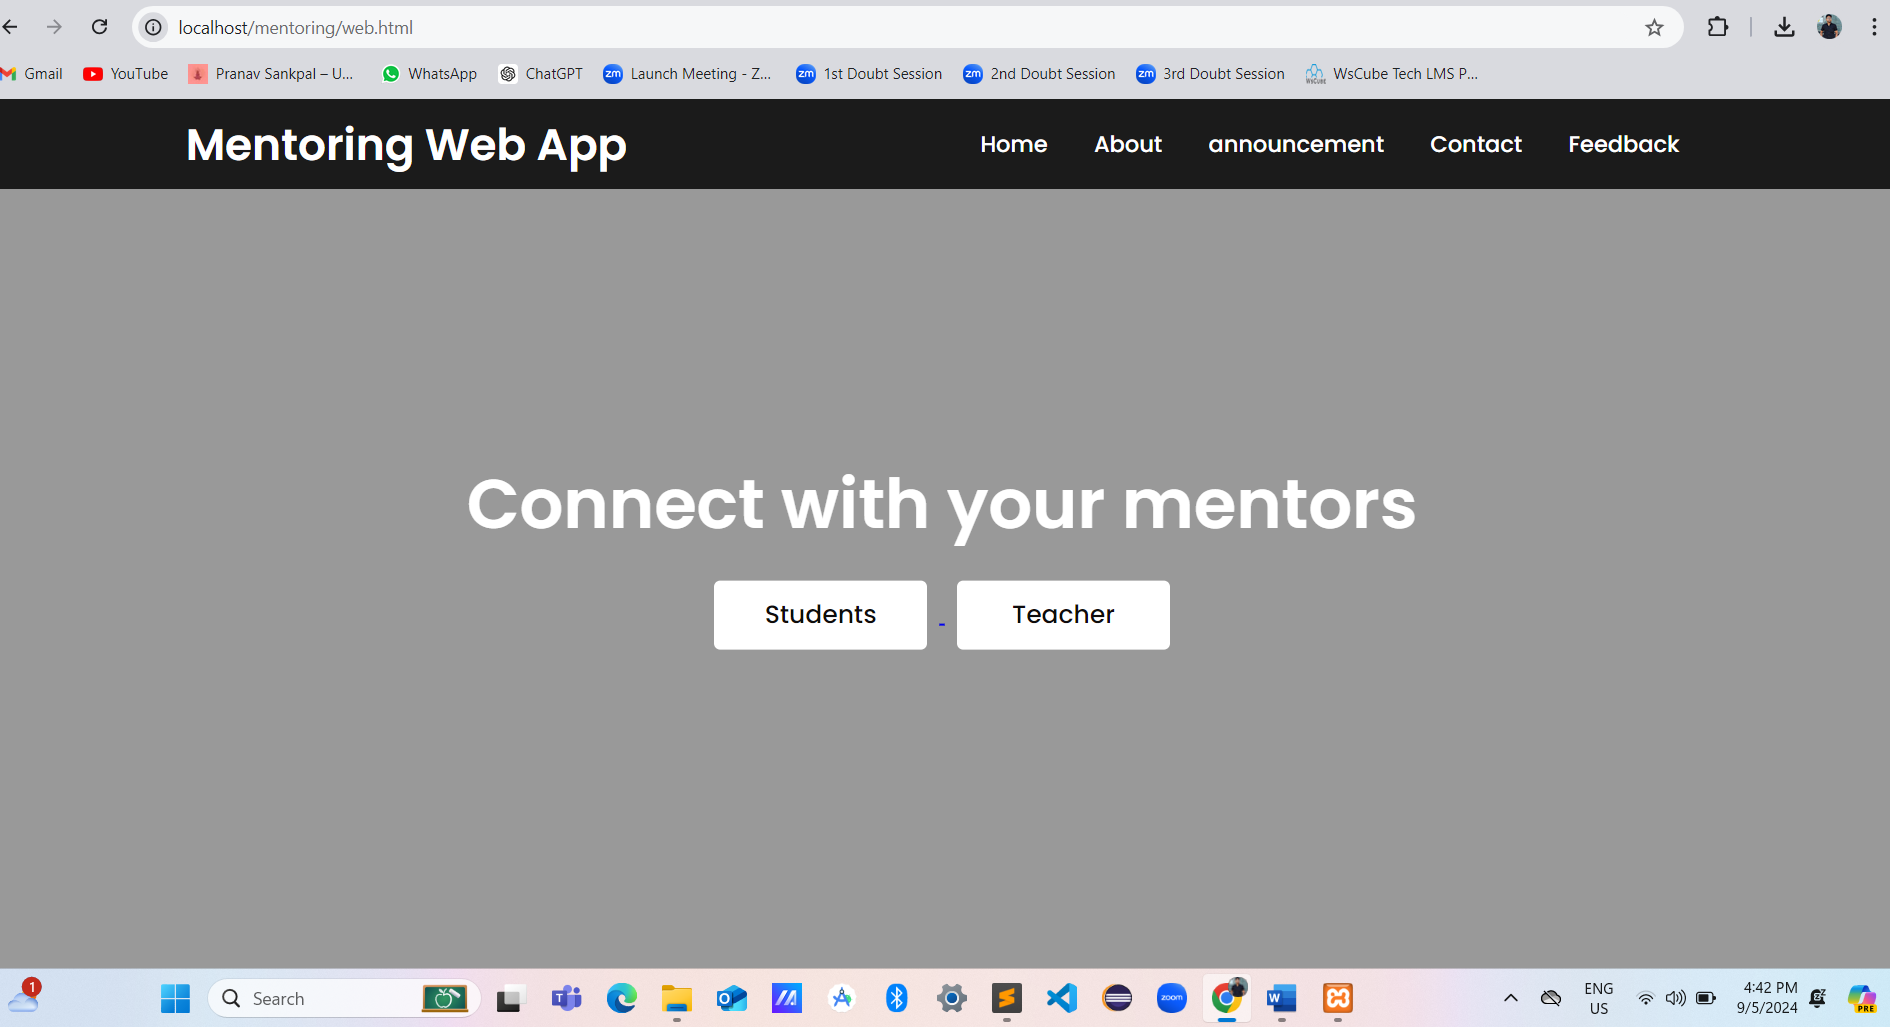 localhost/mentoring/web.html
Gmail YouTube Pranav Sankpal – U... WhatsApp ChatGPT Launch Meeting - Z... 1st Doubt Session 2nd Doubt Session 3rd Doubt Session WsCube Tech LMS P...
Mentoring Web App Home About announcement Contact Feedback
Connect with your mentors
Students Teacher
1
Search
zoom
ENG
US
4:42 PM
9/5/2024
PRE